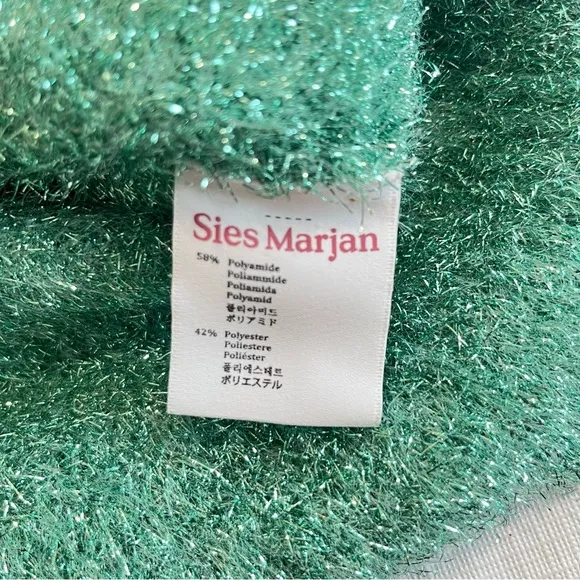 Sies Marjan
58% Polyamide
Poliammide
Poliamida
Polyamid
폴리아미드
ポリアミド
42% Polyester
Poliestere
Poliéster
폴리에스테르
ポリエステル